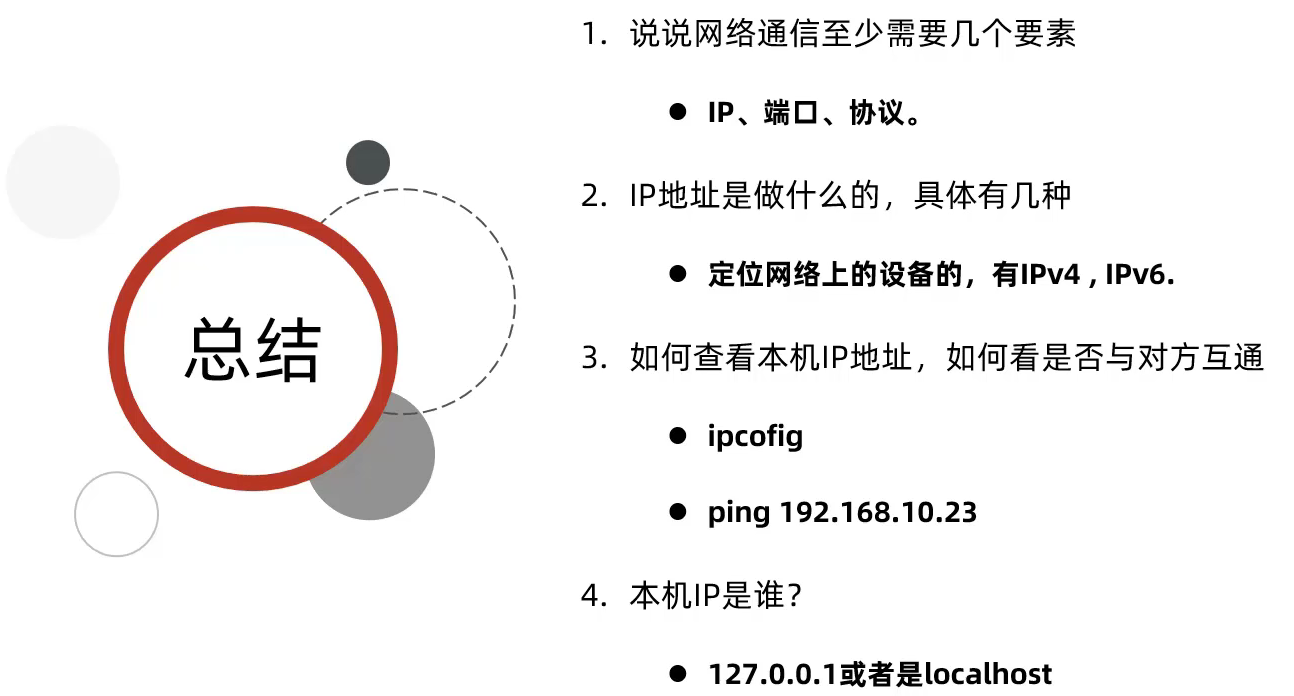 总结
1. 说说网络通信至少需要几个要素
● IP、端口、协议。
2. IP地址是做什么的，具体有几种
● 定位网络上的设备的，有IPv4 , IPv6.
3. 如何查看本机IP地址，如何看是否与对方互通
● ipcofig
● ping 192.168.10.23
4. 本机IP是谁？
● 127.0.0.1或者是localhost